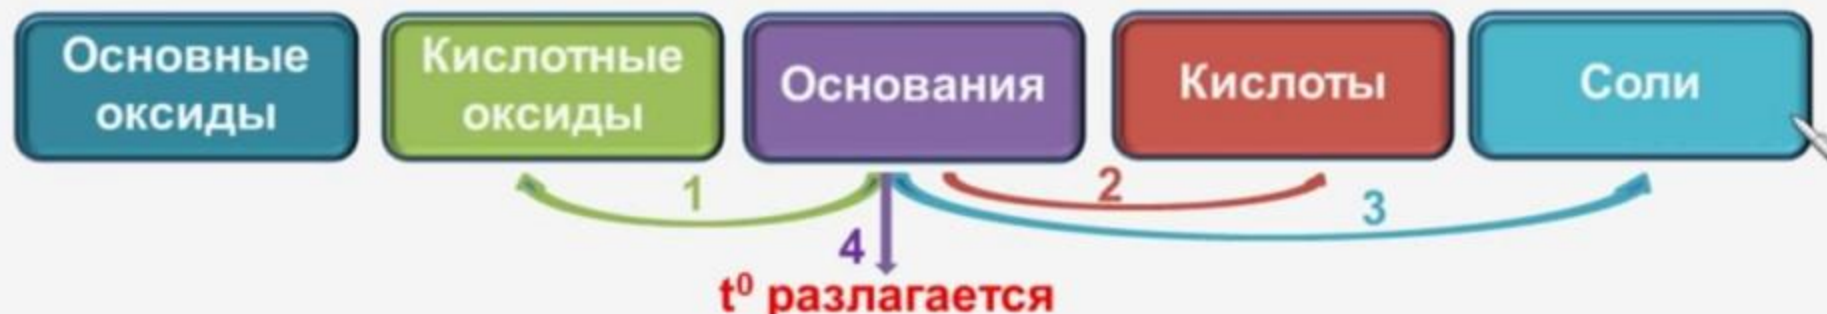 Основные
оксиды
Кислотные
оксиды
Основания
Кислоты
Соли
1
2
3
4
t⁰ разлагается